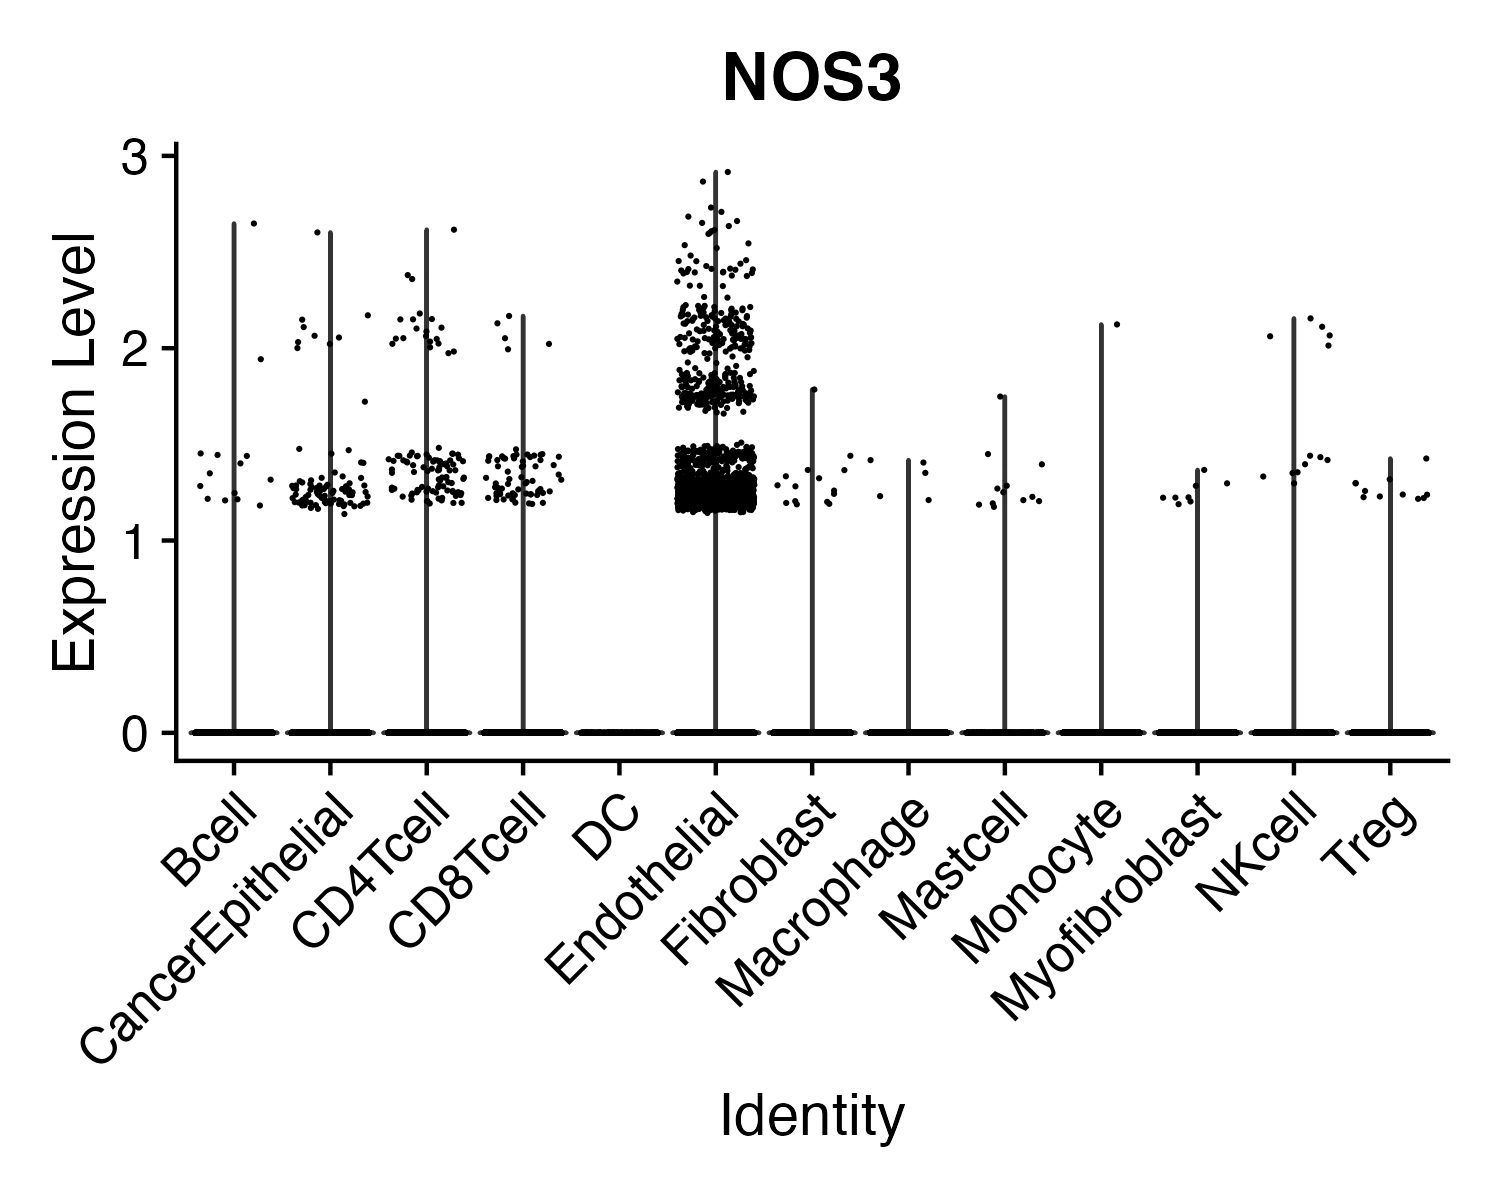 NOS3
Expression Level
3
2
1
0
Bcell
CancerEpithelial
CD4Tcell
CD8Tcell
DC
Endothelial
Fibroblast
Macrophage
Mastcell
Monocyte
Myofibroblast
NKcell
Treg
Identity